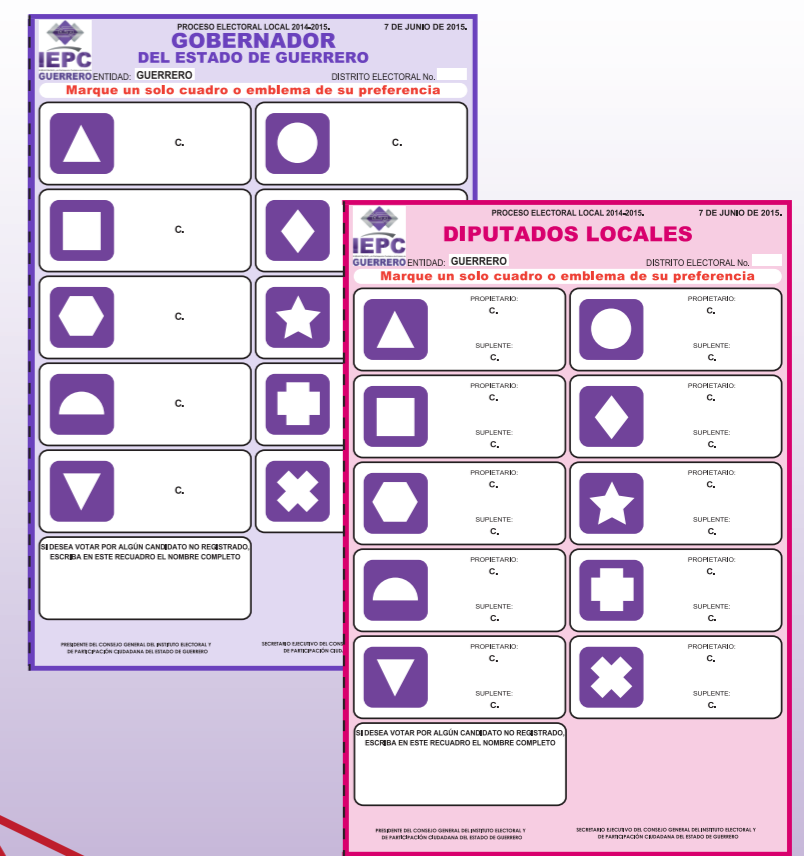 PROCESO ELECTORAL LOCAL 2014-2015. 7 DE JUNIO DE 2015.
GOBERNADOR
DEL ESTADO DE GUERRERO
IEPC
GUERRERO ENTIDAD: GUERRERO DISTRITO ELECTORAL No.
Marque un solo cuadro o emblema de su preferencia
C. C.
C.
C.
C.
C.
SI DESEA VOTAR POR ALGÚN CANDIDATO NO REGISTRADO,
ESCRIBA EN ESTE RECUADRO EL NOMBRE COMPLETO
PRESIDENTE DEL CONSEJO GENERAL DEL INSTITUTO ELECTORAL Y
DE PARTICIPACIÓN CIUDADANA DEL ESTADO DE GUERRERO
SECRETARIO EJECUTIVO DEL
DE PARTICIPACIÓN
PROCESO ELECTORAL LOCAL 2014-2015. 7 DE JUNIO DE 2015.
DIPUTADOS LOCALES
IEPC
GUERRERO ENTIDAD: GUERRERO DISTRITO ELECTORAL No.
Marque un solo cuadro o emblema de su preferencia
PROPIETARIO: PROPIETARIO:
C. C.
SUPLENTE: SUPLENTE:
C. C.
PROPIETARIO: PROPIETARIO:
C. C.
SUPLENTE: SUPLENTE:
C. C.
PROPIETARIO: PROPIETARIO:
C. C.
SUPLENTE: SUPLENTE:
C. C.
PROPIETARIO: PROPIETARIO:
C. C.
SUPLENTE: SUPLENTE:
C. C.
PROPIETARIO: PROPIETARIO:
C. C.
SUPLENTE: SUPLENTE:
C. C.
SI DESEA VOTAR POR ALGÚN CANDIDATO NO REGISTRADO,
ESCRIBA EN ESTE RECUADRO EL NOMBRE COMPLETO
PRESIDENTE DEL CONSEJO GENERAL DEL INSTITUTO ELECTORAL Y
DE PARTICIPACIÓN CIUDADANA DEL ESTADO DE GUERRERO
SECRETARIO EJECUTIVO DEL CONSEJO GENERAL DEL INSTITUTO ELECTORAL Y
DE PARTICIPACIÓN CIUDADANA DEL ESTADO DE GUERRERO